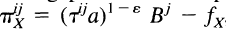 π_X^{ij} = (τ^{ij}a)^{1-ε} B^j - f_X